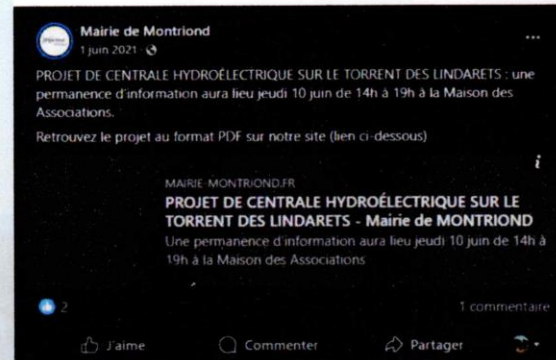 Mairie de Montriond
1 juin 2021 ·
PROJET DE CENTRALE HYDROÉLECTRIQUE SUR LE TORRENT DES LINDARETS : une
permanence d'information aura lieu jeudi 10 juin de 14h à 19h à la Maison des
Associations.
Retrouvez le projet au format PDF sur notre site (lien ci-dessous)
i
MAIRIE-MONTRIOND.FR
PROJET DE CENTRALE HYDROÉLECTRIQUE SUR LE
TORRENT DES LINDARETS - Mairie de MONTRIOND
Une permanence d'information aura lieu jeudi 10 juin de 14h à
19h à la Maison des Associations
2
1 commentaire
J'aime
Commenter
Partager